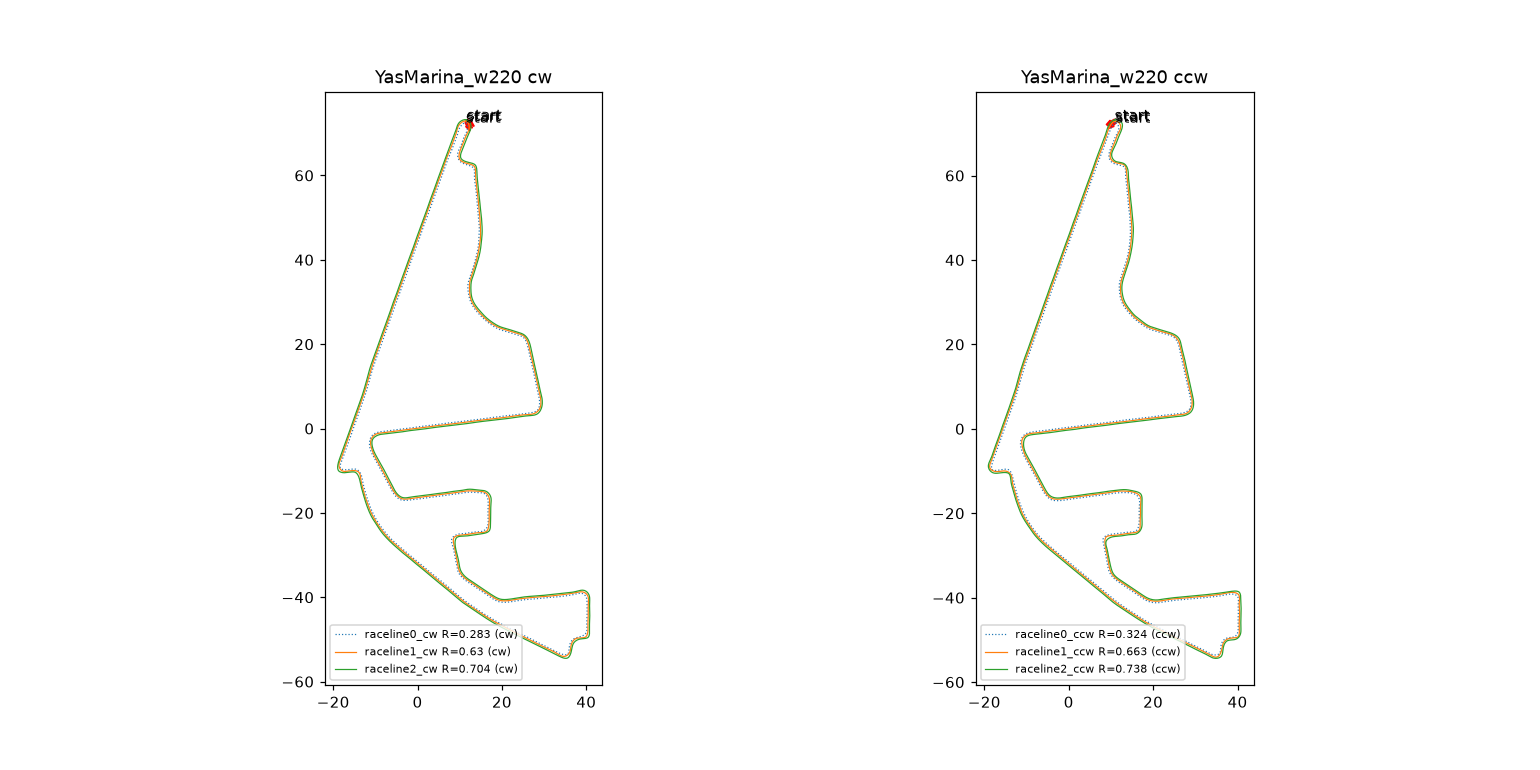 YasMarina_w220 cw
start
start
60
40
20
0
−20
−40
−60
−20 0 20 40
raceline0_cw R=0.283 (cw)
raceline1_cw R=0.63 (cw)
raceline2_cw R=0.704 (cw)
YasMarina_w220 ccw
start
start
60
40
20
0
−20
−40
−60
−20 0 20 40
raceline0_ccw R=0.324 (ccw)
raceline1_ccw R=0.663 (ccw)
raceline2_ccw R=0.738 (ccw)